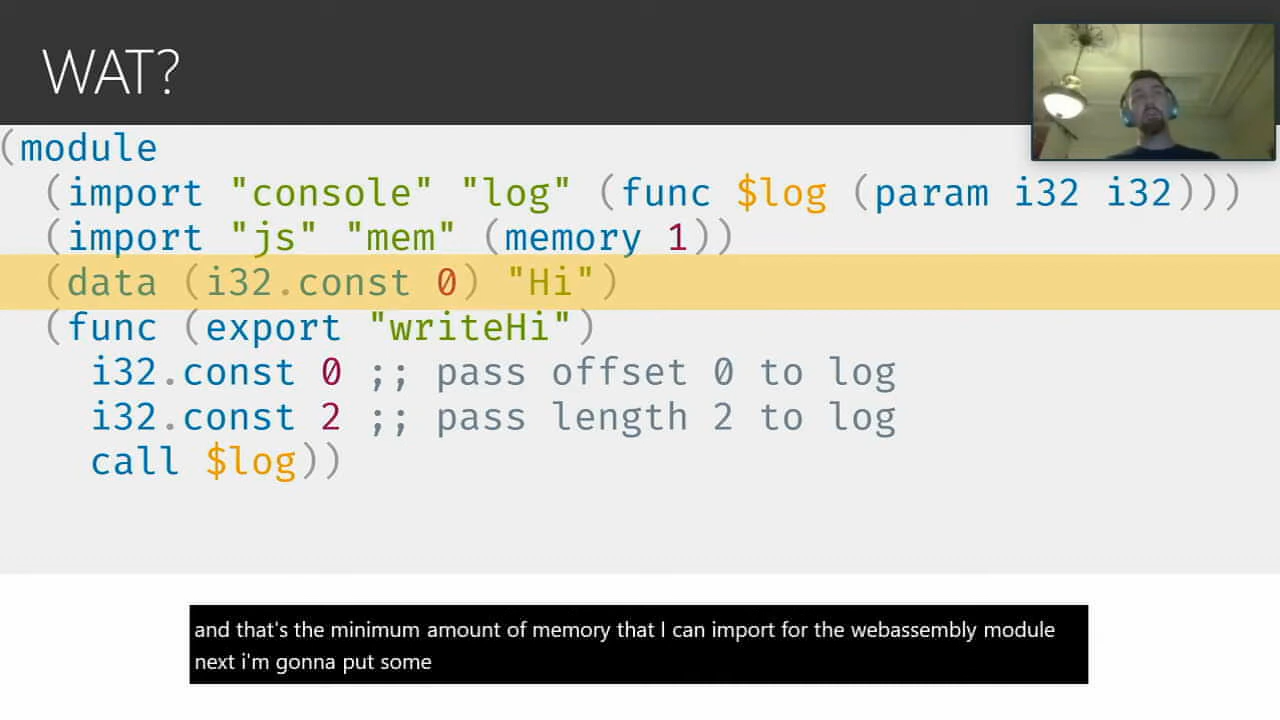 WAT?
(module
(import "console" "log" (func $log (param i32 i32)))
(import "js" "mem" (memory 1))
(data (i32.const 0) "Hi")
(func (export "writeHi")
i32.const 0 ;; pass offset 0 to log
i32.const 2 ;; pass length 2 to log
call $log))
and that's the minimum amount of memory that I can import for the webassembly module
next i'm gonna put some